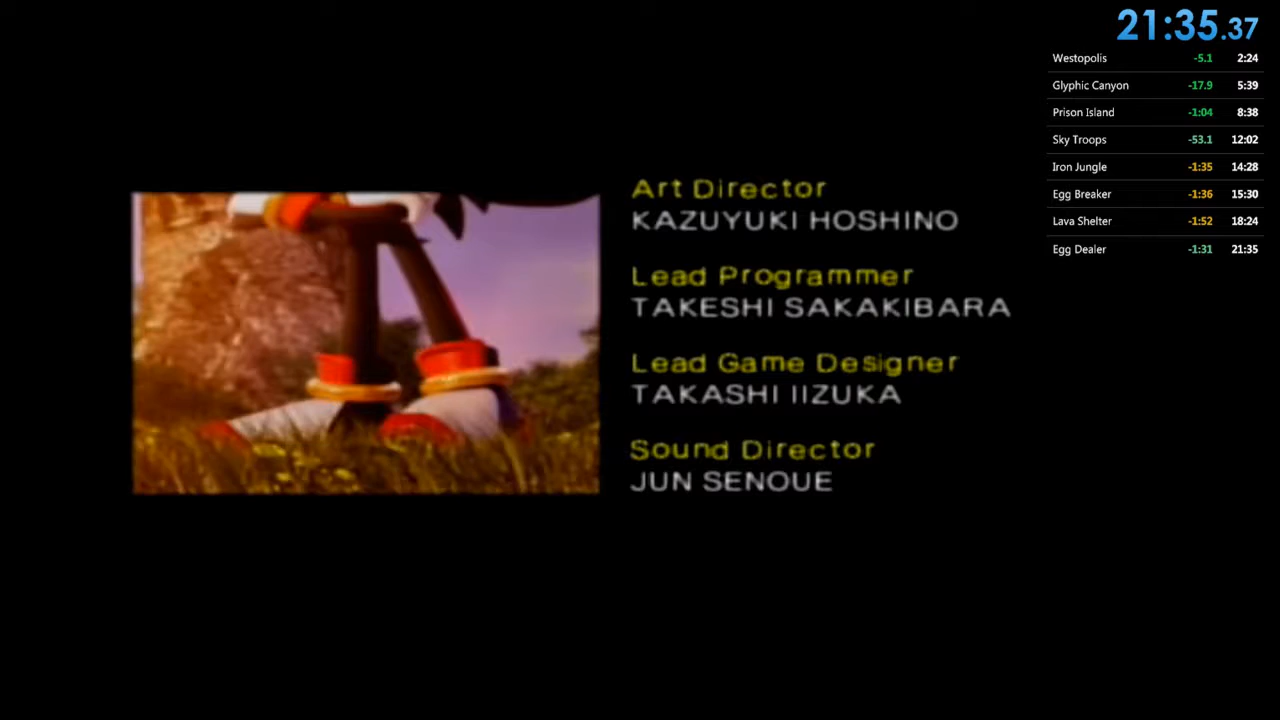 21:35.37
Westopolis -5.1 2:24
Glyphic Canyon -17.9 5:39
Prison Island -1:04 8:38
Sky Troops -53.1 12:02
Iron Jungle -1:35 14:28
Egg Breaker -1:36 15:30
Lava Shelter -1:52 18:24
Egg Dealer -1:31 21:35
Art Director
KAZUYUKI HOSHINO
Lead Programmer
TAKESHI SAKAKIBARA
Lead Game Designer
TAKASHI IIZUKA
Sound Director
JUN SENOUE